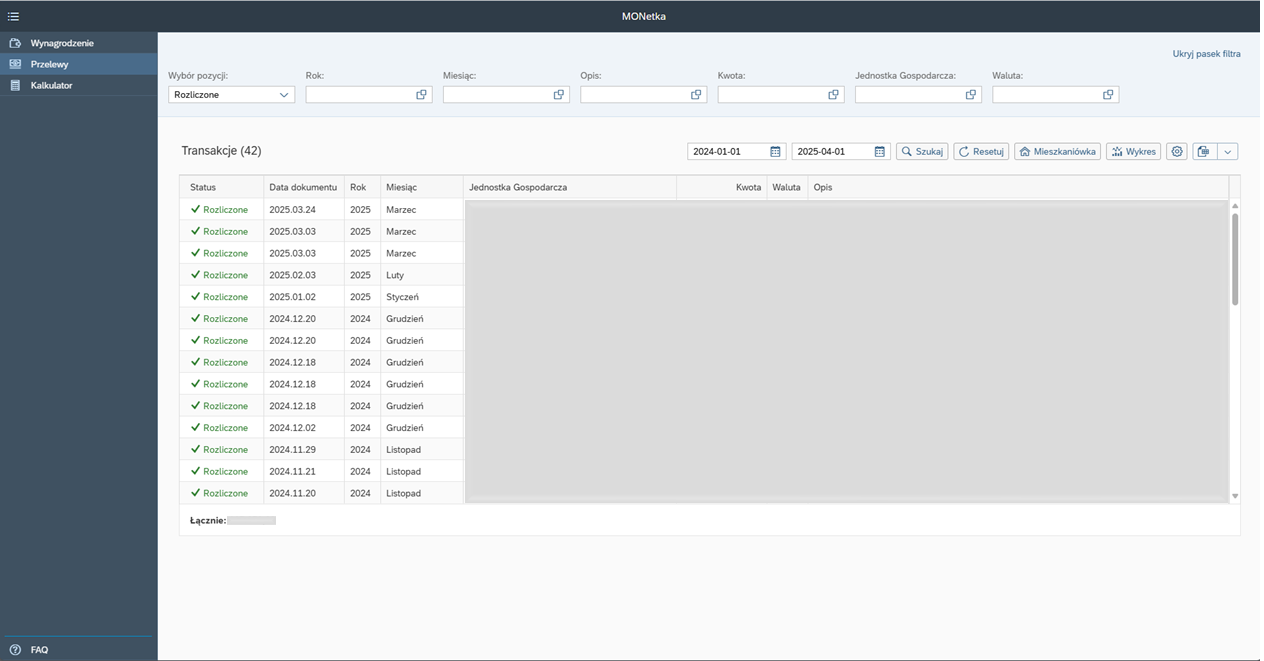 MONetka
Wynagrodzenie
Przelewy
Kalkulator
Ukryj pasek filtra
Wybór pozycji: Rok: Miesiąc: Opis: Kwota: Jednostka Gospodarcza: Waluta:
Rozliczone
Transakcje (42) 2024-01-01 2025-04-01 Szukaj Resetuj Mieszkaniówka Wykres
Status Data dokumentu Rok Miesiąc Jednostka Gospodarcza Kwota Waluta Opis
Rozliczone 2025.03.24 2025 Marzec
Rozliczone 2025.03.03 2025 Marzec
Rozliczone 2025.03.03 2025 Marzec
Rozliczone 2025.02.03 2025 Luty
Rozliczone 2025.01.02 2025 Styczeń
Rozliczone 2024.12.20 2024 Grudzień
Rozliczone 2024.12.20 2024 Grudzień
Rozliczone 2024.12.18 2024 Grudzień
Rozliczone 2024.12.18 2024 Grudzień
Rozliczone 2024.12.18 2024 Grudzień
Rozliczone 2024.12.02 2024 Grudzień
Rozliczone 2024.11.29 2024 Listopad
Rozliczone 2024.11.21 2024 Listopad
Rozliczone 2024.11.20 2024 Listopad
Łącznie:
FAQ